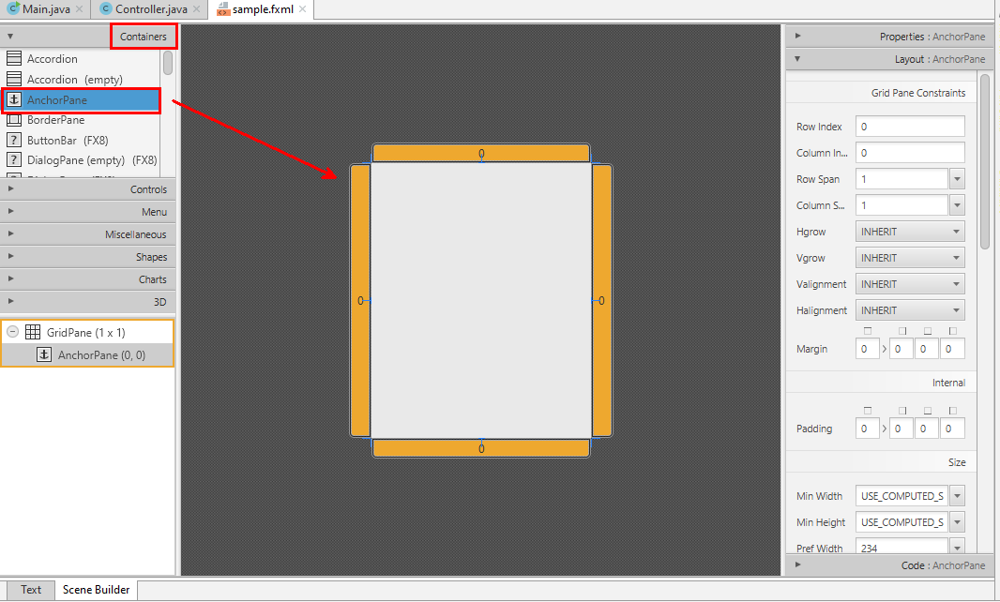 Main.java
Controller.java
sample.fxml
Containers
Accordion
Accordion (empty)
AnchorPane
BorderPane
ButtonBar (FX8)
DialogPane (empty) (FX8)
Controls
Menu
Miscellaneous
Shapes
Charts
3D
GridPane (1 x 1)
AnchorPane (0, 0)
0
0
0
0
Properties : AnchorPane
Layout : AnchorPane
Grid Pane Constraints
Row Index 0
Column In... 0
Row Span 1
Column S... 1
Hgrow INHERIT
Vgrow INHERIT
Valignment INHERIT
Halignment INHERIT
Margin 0 > 0 0 0
Internal
Padding 0 > 0 0 0
Size
Min Width USE_COMPUTED_S
Min Height USE_COMPUTED_S
Pref Width 234
Code : AnchorPane
Text
Scene Builder